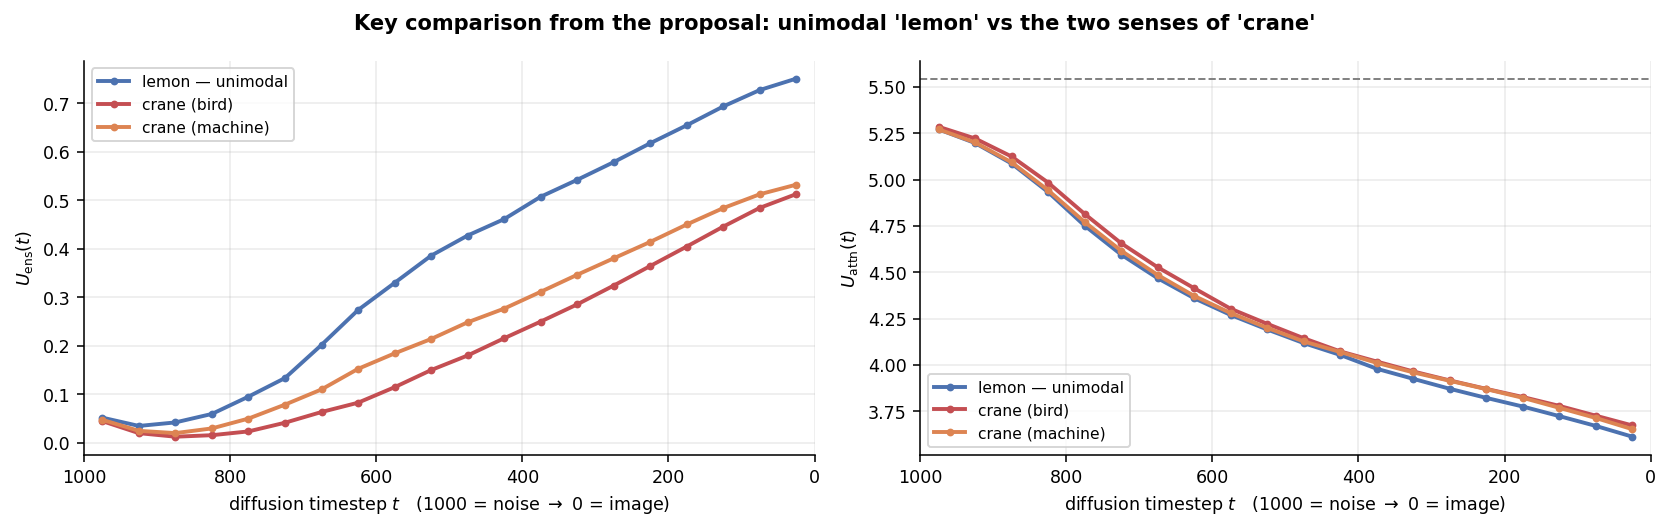 Key comparison from the proposal: unimodal 'lemon' vs the two senses of 'crane'
lemon — unimodal
crane (bird)
crane (machine)
0.7
0.6
0.5
0.4
0.3
0.2
0.1
0.0
U_ens(t)
1000
800
600
400
200
0
diffusion timestep t (1000 = noise → 0 = image)
5.50
5.25
5.00
4.75
4.50
4.25
4.00
3.75
U_attn(t)
lemon — unimodal
crane (bird)
crane (machine)
1000
800
600
400
200
0
diffusion timestep t (1000 = noise → 0 = image)